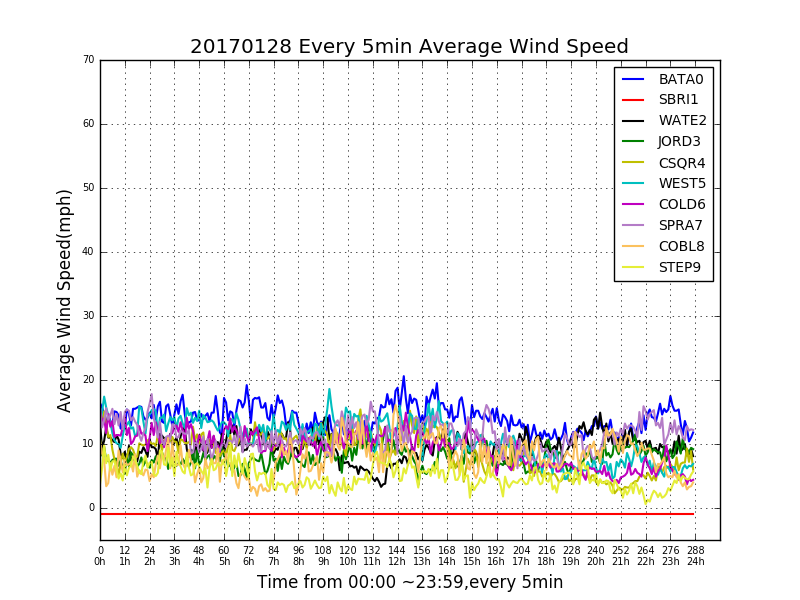 20170128 Every 5min Average Wind Speed
70
60
50
40
30
20
10
0
Average Wind Speed(mph)
BATA0
SBRI1
WATE2
JORD3
CSQR4
WEST5
COLD6
SPRA7
COBL8
STEP9
0 12 24 36 48 60 72 84 96 108 120 132 144 156 168 180 192 204 216 228 240 252 264 276 288
0h 1h 2h 3h 4h 5h 6h 7h 8h 9h 10h 11h 12h 13h 14h 15h 16h 17h 18h 19h 20h 21h 22h 23h 24h
Time from 00:00 ~23:59,every 5min